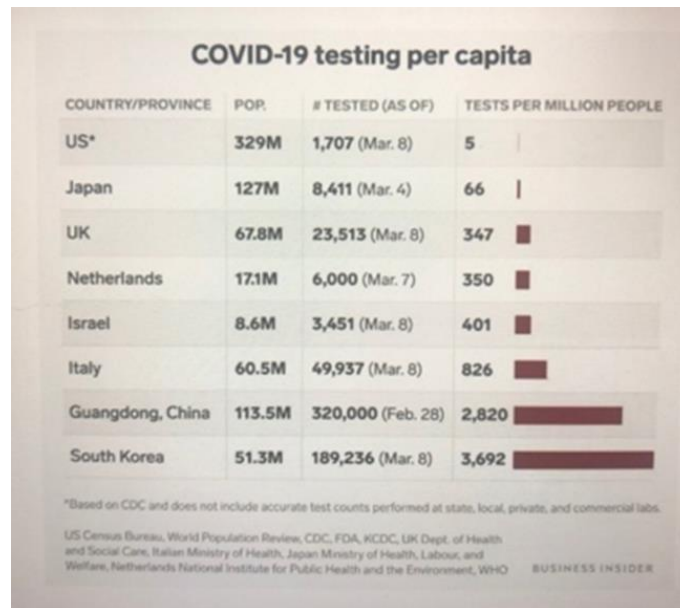 COVID-19 testing per capita
COUNTRY/PROVINCE POP. # TESTED (AS OF) TESTS PER MILLION PEOPLE
US* 329M 1,707 (Mar. 8) 5
Japan 127M 8,411 (Mar. 4) 66
UK 67.8M 23,513 (Mar. 8) 347
Netherlands 17.1M 6,000 (Mar. 7) 350
Israel 8.6M 3,451 (Mar. 8) 401
Italy 60.5M 49,937 (Mar. 8) 826
Guangdong, China 113.5M 320,000 (Feb. 28) 2,820
South Korea 51.3M 189,236 (Mar. 8) 3,692
*Based on CDC and does not include accurate test counts performed at state, local, private, and commercial labs.
US Census Bureau, World Population Review, CDC, FDA, KCDC, UK Dept. of Health
and Social Care, Italian Ministry of Health, Japan Ministry of Health, Labour, and
Welfare, Netherlands National Institute for Public Health and the Environment, WHO BUSINESS INSIDER